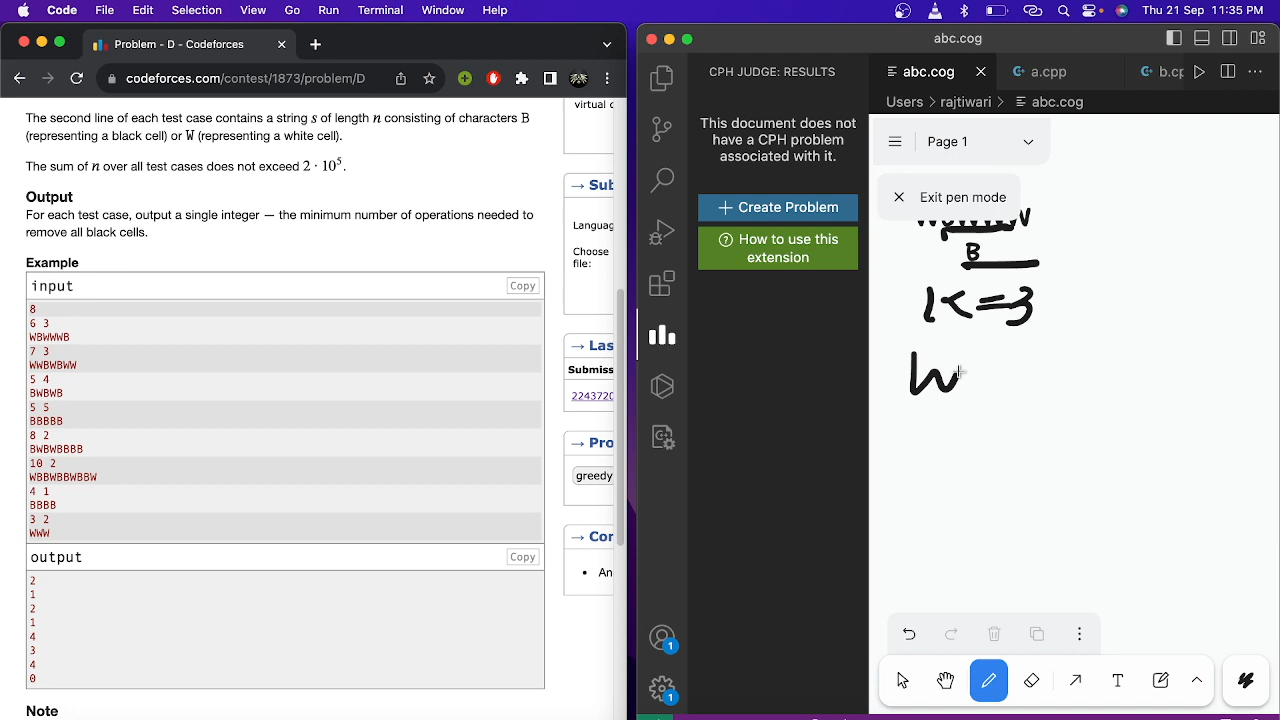 Code File Edit Selection View Go Run Terminal Window Help Thu 21 Sep 11:35 PM
Problem - D - Codeforces
codeforces.com/contest/1873/problem/D
The second line of each test case contains a string s of length n consisting of characters B
(representing a black cell) or W (representing a white cell).
The sum of n over all test cases does not exceed 2 · 10⁵.
Output
For each test case, output a single integer — the minimum number of operations needed to
remove all black cells.
Example
input
Copy
8
6 3
WBWWWB
7 3
WWBWBWW
5 4
BWBWB
5 5
BBBBB
8 2
BWBWBBBB
10 2
WBBWBBWBBW
4 1
BBBB
3 2
WWW
output
Copy
2
1
2
1
4
3
4
0
Note
virtual c
→ Sub
Languag
Choose
file:
→ Las
Submiss
2243720
→ Pro
greedy
→ Con
An
abc.cog
CPH JUDGE: RESULTS
This document does not
have a CPH problem
associated with it.
+ Create Problem
How to use this
extension
1
1
abc.cog
a.cpp
b.cp
Users > rajtiwari > abc.cog
Page 1
Exit pen mode
B
1<=3
W
T